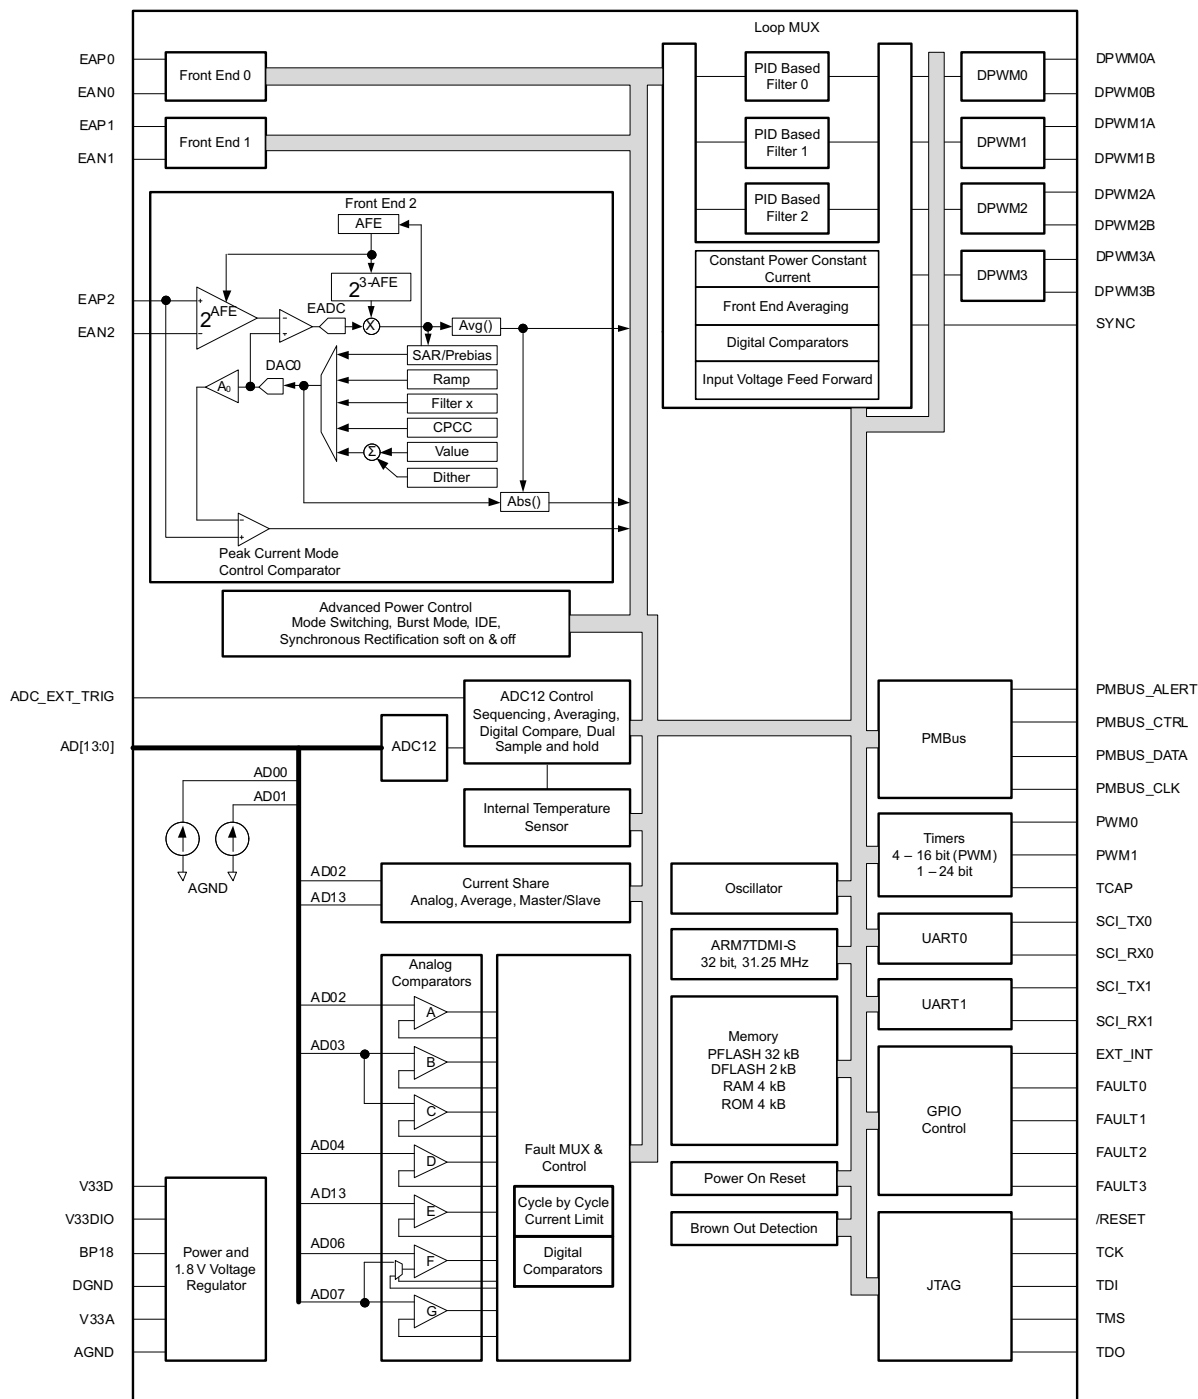 Loop MUX
EAP0
EAN0
EAP1
EAN1
Front End 0
Front End 1
PID Based
Filter 0
PID Based
Filter 1
PID Based
Filter 2
DPWM0
DPWM1
DPWM2
DPWM3
DPWM0A
DPWM0B
DPWM1A
DPWM1B
DPWM2A
DPWM2B
DPWM3A
DPWM3B
SYNC
Constant Power Constant
Current
Front End Averaging
Digital Comparators
Input Voltage Feed Forward
Front End 2
AFE
2^3-AFE
EAP2
EAN2
+
−
2^AFE
−
+
EADC
X
Avg()
SAR/Prebias
Ramp
Filter x
CPCC
Value
Dither
Σ
DAC0
A0
Abs()
−
+
Peak Current Mode
Control Comparator
Advanced Power Control
Mode Switching, Burst Mode, IDE,
Synchronous Rectification soft on & off
ADC_EXT_TRIG
AD[13:0]
ADC12
ADC12 Control
Sequencing, Averaging,
Digital Compare, Dual
Sample and hold
AD00
AD01
AGND
Internal Temperature
Sensor
AD02
AD13
Current Share
Analog, Average, Master/Slave
Analog
Comparators
AD02
AD03
AD04
AD13
AD06
AD07
A
B
C
D
E
F
G
Fault MUX &
Control
Cycle by Cycle
Current Limit
Digital
Comparators
Oscillator
ARM7TDMI-S
32 bit, 31.25 MHz
Memory
PFLASH 32 kB
DFLASH 2 kB
RAM 4 kB
ROM 4 kB
Power On Reset
Brown Out Detection
PMBus
PMBUS_ALERT
PMBUS_CTRL
PMBUS_DATA
PMBUS_CLK
Timers
4 – 16 bit (PWM)
1 – 24 bit
PWM0
PWM1
TCAP
UART0
SCI_TX0
SCI_RX0
UART1
SCI_TX1
SCI_RX1
GPIO
Control
EXT_INT
FAULT0
FAULT1
FAULT2
FAULT3
JTAG
/RESET
TCK
TDI
TMS
TDO
V33D
V33DIO
BP18
DGND
V33A
AGND
Power and
1.8 V Voltage
Regulator